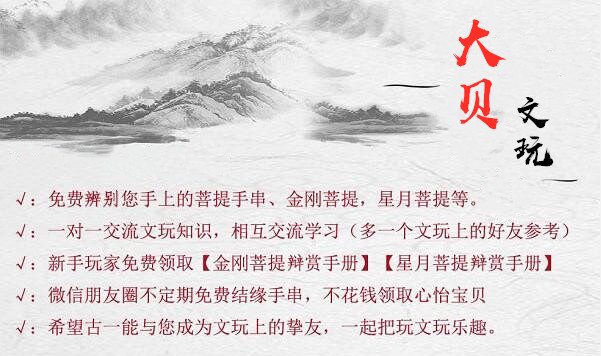 大贝
文玩
√：免费辨别您手上的菩提手串、金刚菩提，星月菩提等。
√：一对一交流文玩知识，相互交流学习（多一个文玩上的好友参考）
√：新手玩家免费领取【金刚菩提辩赏手册】【星月菩提辩赏手册】
√：微信朋友圈不定期免费结缘手串，不花钱领取心怡宝贝
√：希望古一能与您成为文玩上的挚友，一起把玩文玩乐趣。